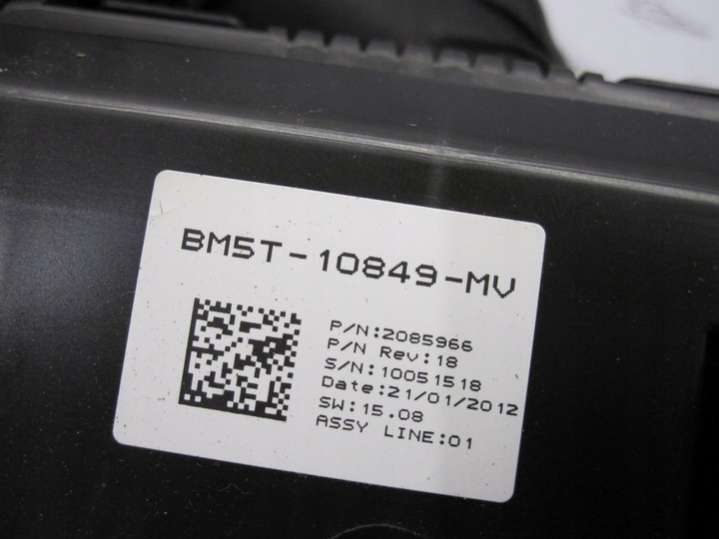 BM5T-10849-MV
P/N:2085966
P/N Rev:18
S/N:10051518
Date:21/01/2012
SW:15.08
ASSY LINE:01